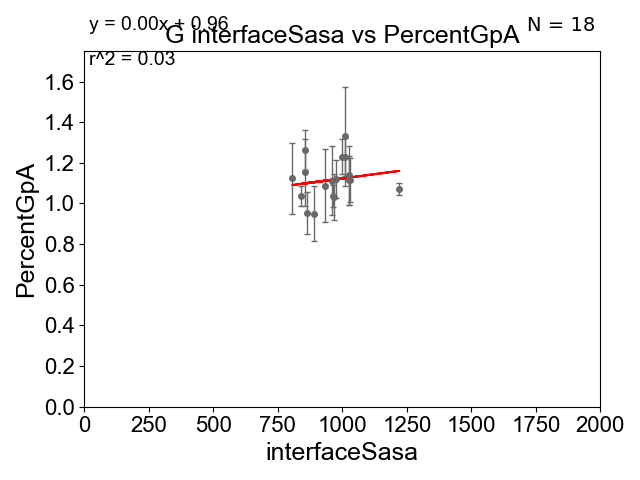 y = 0.00x + 0.96
G interfaceSasa vs PercentGpA
N = 18
r^2 = 0.03
1.6
1.4
1.2
1.0
0.8
0.6
0.4
0.2
0.0
PercentGpA
0 250 500 750 1000 1250 1500 1750 2000
interfaceSasa